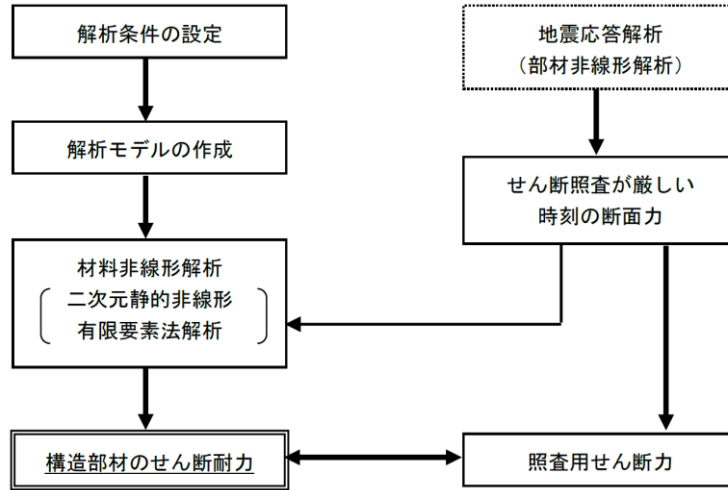 解析条件の設定
解析モデルの作成
材料非線形解析
二次元静的非線形
有限要素法解析
構造部材のせん断耐力
地震応答解析
（部材非線形解析）
せん断照査が厳しい
時刻の断面力
照査用せん断力